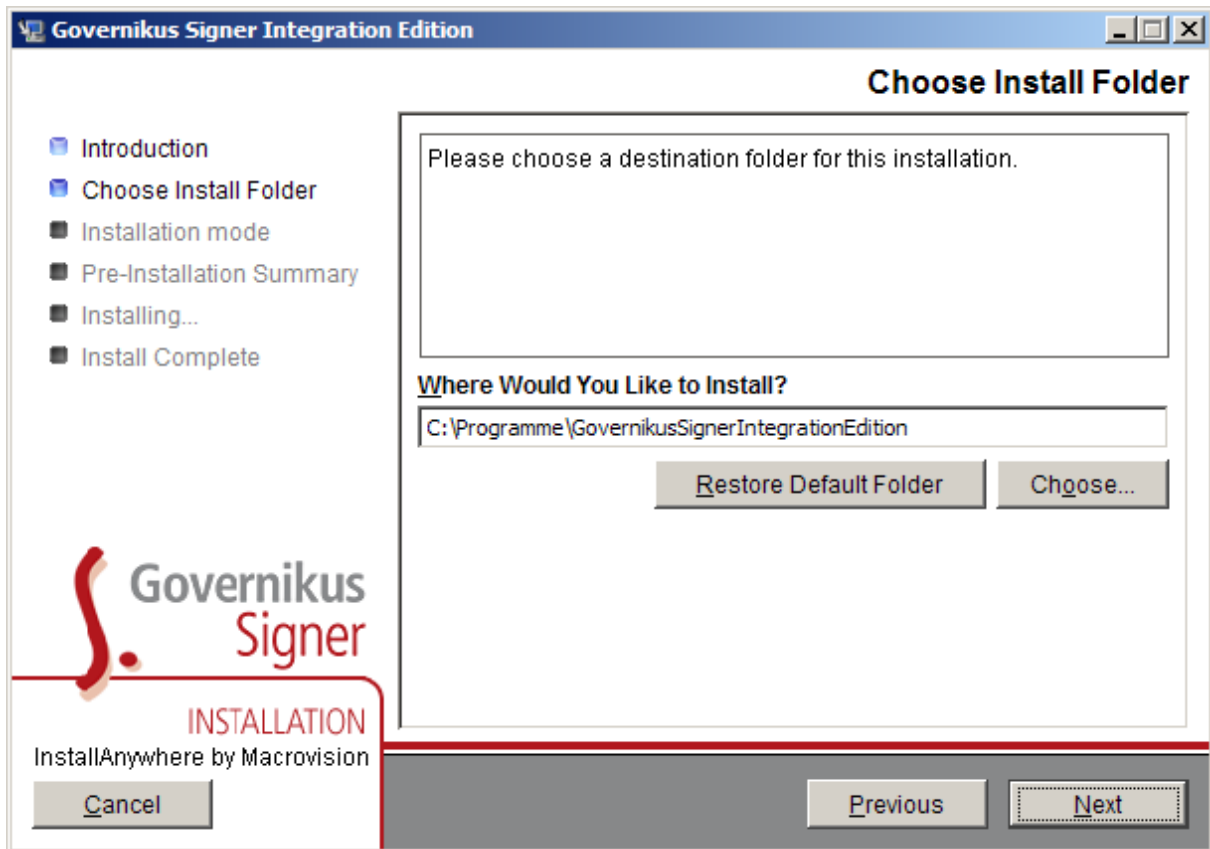 Governikus Signer Integration Edition
Choose Install Folder
Introduction
Choose Install Folder
Installation mode
Pre-Installation Summary
Installing...
Install Complete
Please choose a destination folder for this installation.
Where Would You Like to Install?
C:\Programme\GovernikusSignerIntegrationEdition
Restore Default Folder
Choose...
Governikus
Signer
INSTALLATION
InstallAnywhere by Macrovision
Cancel
Previous
Next